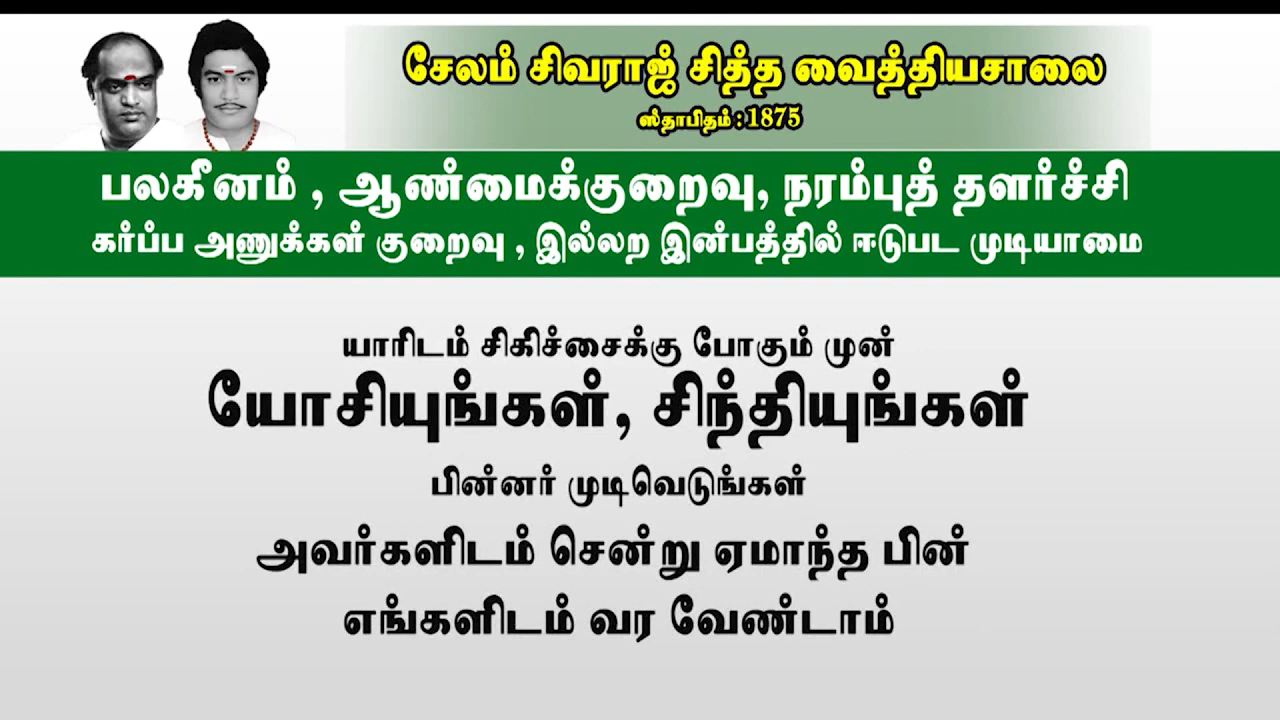 சேலம் சிவராஜ் சித்த வைத்தியசாலை
ஸ்தாபிதம் : 1875
பலகீனம் , ஆண்மைக்குறைவு, நரம்புத் தளர்ச்சி
கர்ப்ப அணுக்கள் குறைவு , இல்லற இன்பத்தில் ஈடுபட முடியாமை
யாரிடம் சிகிச்சைக்கு போகும் முன்
யோசியுங்கள், சிந்தியுங்கள்
பின்னர் முடிவெடுங்கள்
அவர்களிடம் சென்று ஏமாந்த பின்
எங்களிடம் வர வேண்டாம்